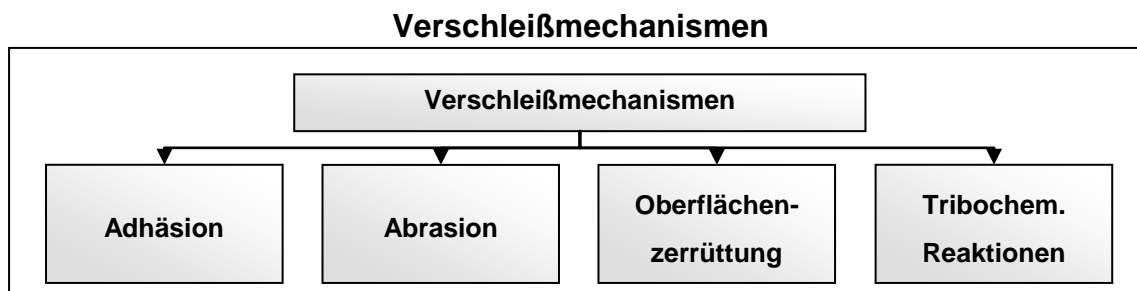 Verschleißmechanismen
Verschleißmechanismen
Adhäsion
Abrasion
Oberflächen-
zerrüttung
Tribochem.
Reaktionen